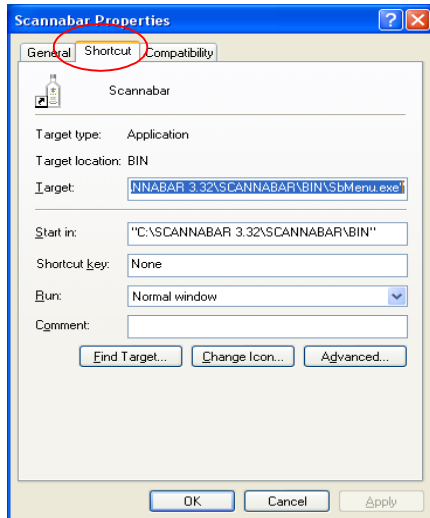 Scannabar Properties
General Shortcut Compatibility
Scannabar
Target type: Application
Target location: BIN
Target: NNABAR 3.32\SCANNABAR\BIN\SbMenu.exe"
Start in: "C:\SCANNABAR 3.32\SCANNABAR\BIN"
Shortcut key: None
Run: Normal window
Comment:
Find Target... Change Icon... Advanced...
OK Cancel Apply